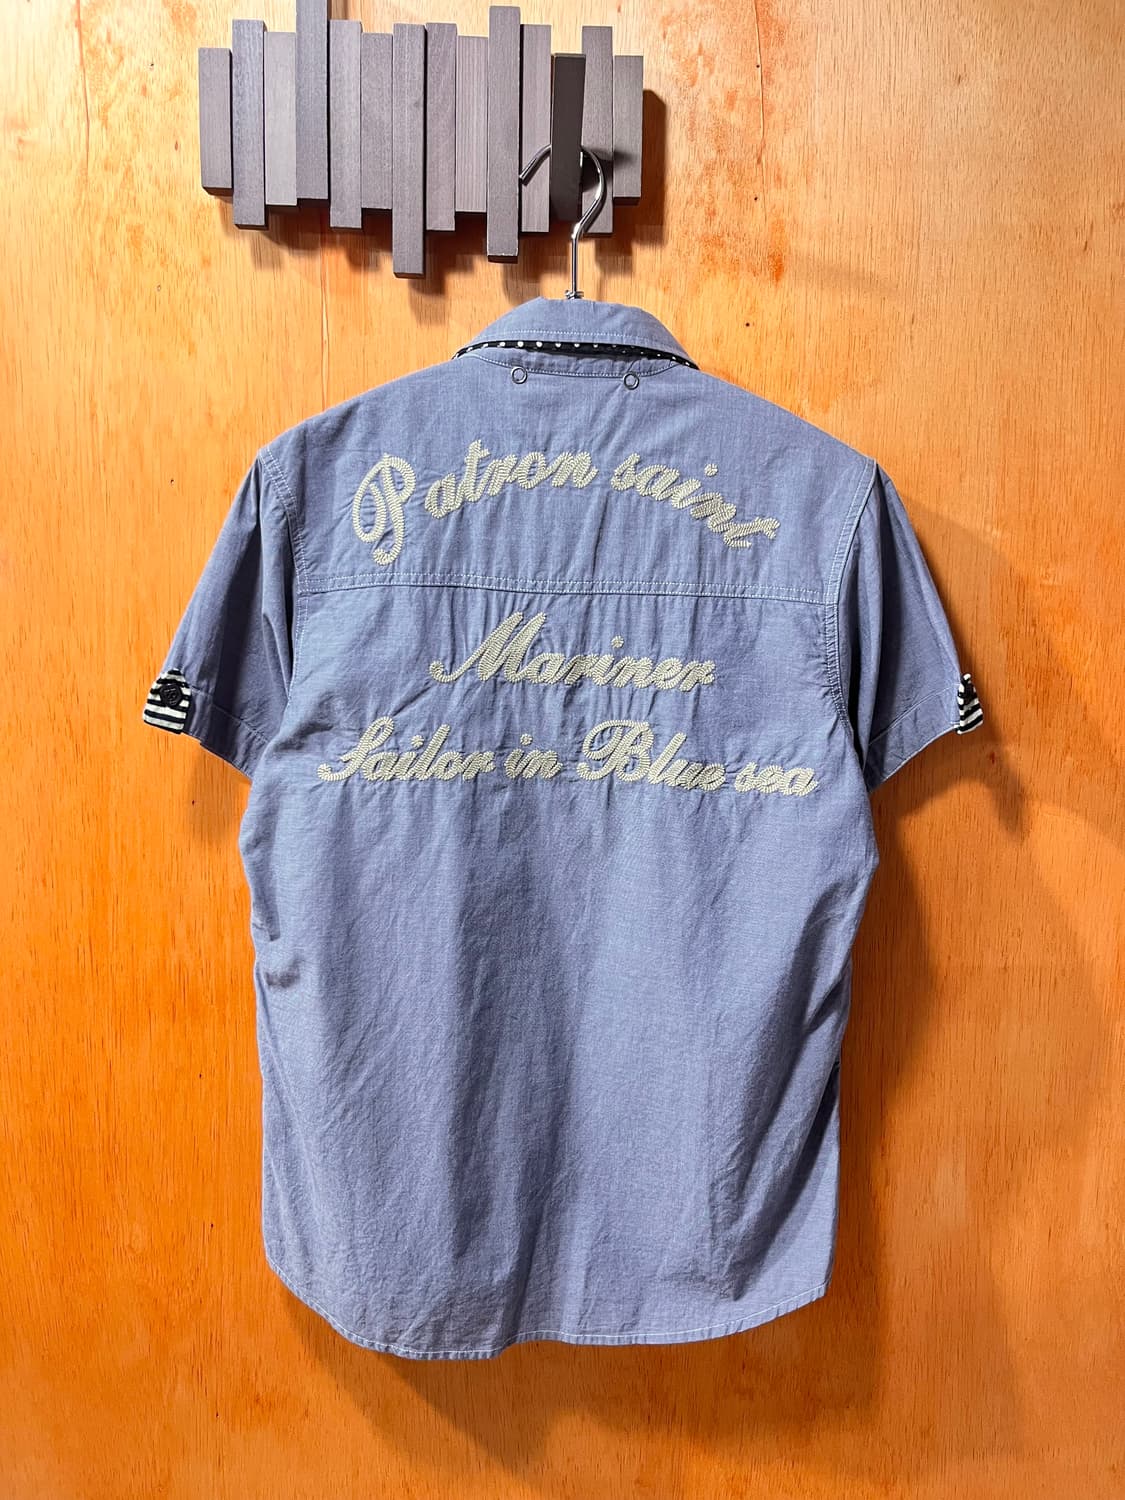 Patron saint
Mariner
Sailor in Blue sea